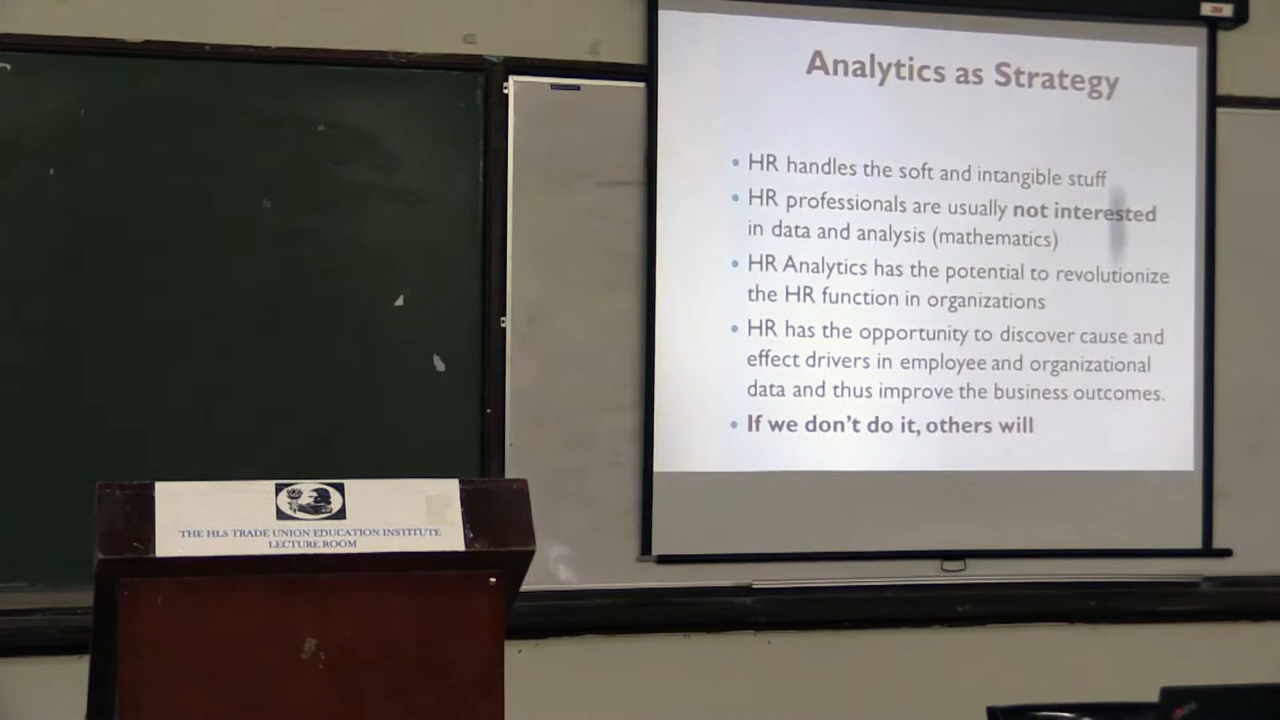 Analytics as Strategy
• HR handles the soft and intangible stuff
• HR professionals are usually not interested
in data and analysis (mathematics)
• HR Analytics has the potential to revolutionize
the HR function in organizations
• HR has the opportunity to discover cause and
effect drivers in employee and organizational
data and thus improve the business outcomes.
• If we don't do it, others will
THE HLS TRADE UNION EDUCATION INSTITUTE
LECTURE ROOM